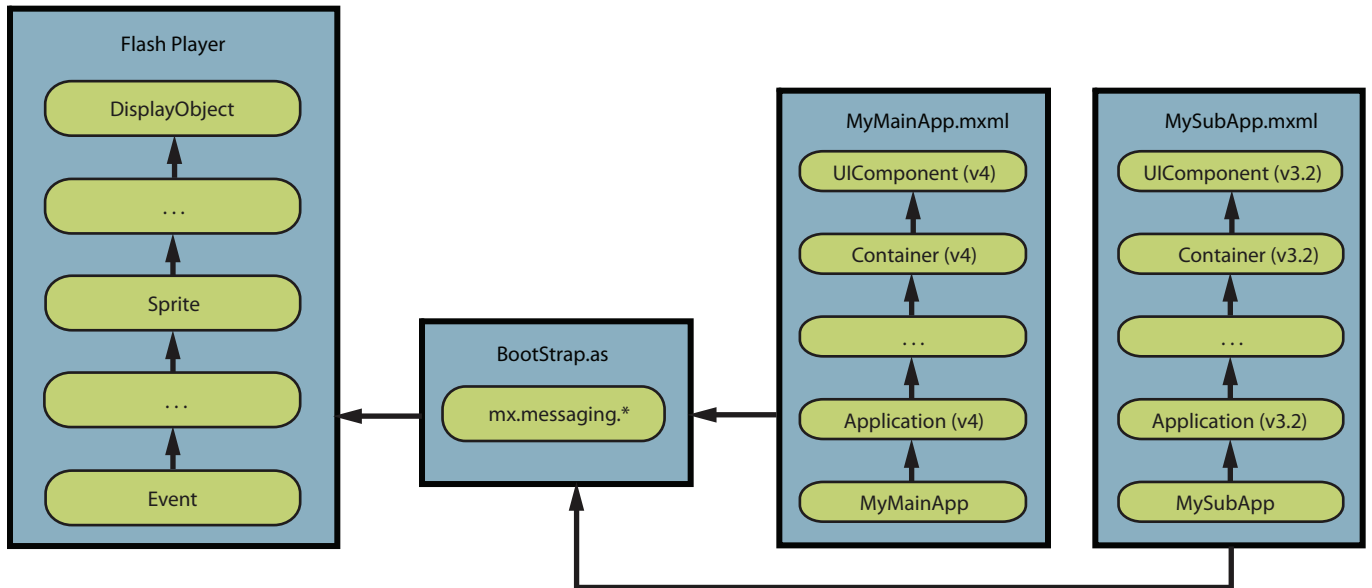 Flash Player
DisplayObject
...
Sprite
...
Event
BootStrap.as
mx.messaging.*
MyMainApp.mxml
UIComponent (v4)
Container (v4)
...
Application (v4)
MyMainApp
MySubApp.mxml
UIComponent (v3.2)
Container (v3.2)
...
Application (v3.2)
MySubApp